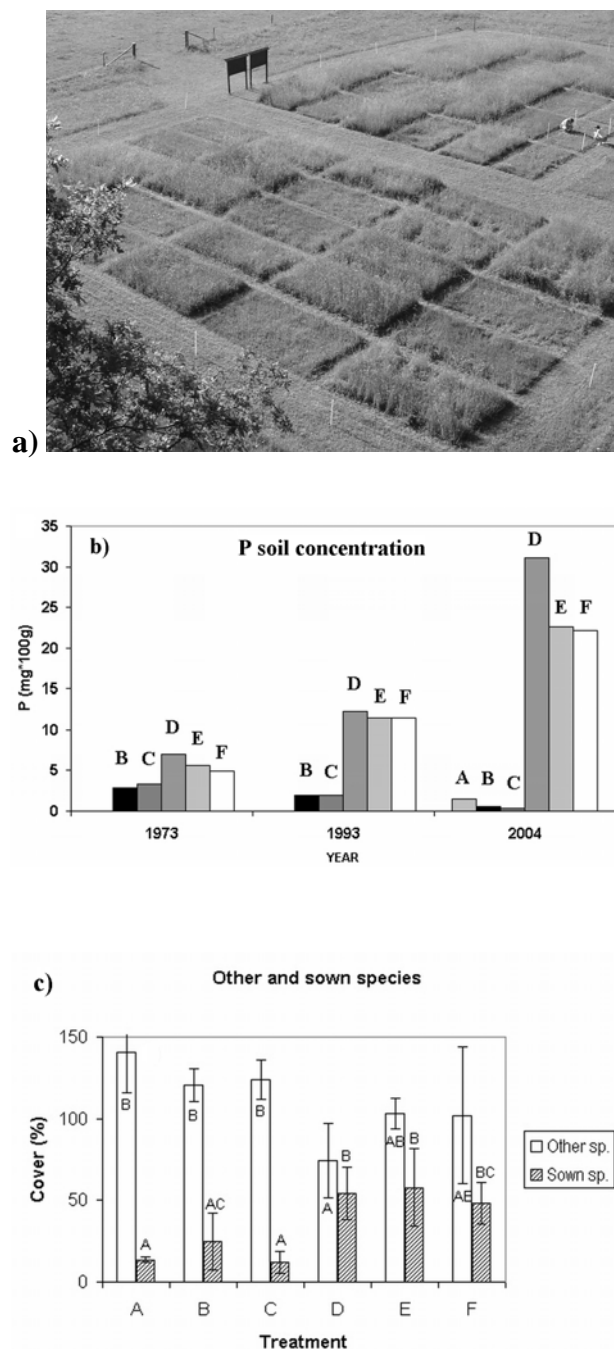 a)
b) P soil concentration
35
30
25
20
15
10
5
0
P (mg*100g)
B C D E F
B C D E F
A B C D E F
1973 1993 2004
YEAR
c) Other and sown species
150
100
50
0
Cover (%)
B A
B AC
B A
A B
AB B
AB BC
Other sp.
Sown sp.
A B C D E F
Treatment